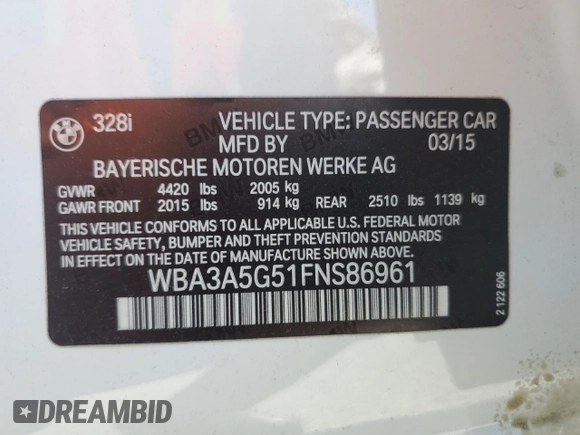 328i VEHICLE TYPE: PASSENGER CAR
MFD BY 03/15
BAYERISCHE MOTOREN WERKE AG
GVWR 4420 lbs 2005 kg
GAWR FRONT 2015 lbs 914 kg REAR 2510 lbs 1139 kg
THIS VEHICLE CONFORMS TO ALL APPLICABLE U.S. FEDERAL MOTOR
VEHICLE SAFETY, BUMPER AND THEFT PREVENTION STANDARDS
IN EFFECT ON THE DATE OF MANUFACTURE SHOWN ABOVE.
WBA3A5G51FNS86961
2 122 606
DREAMBID